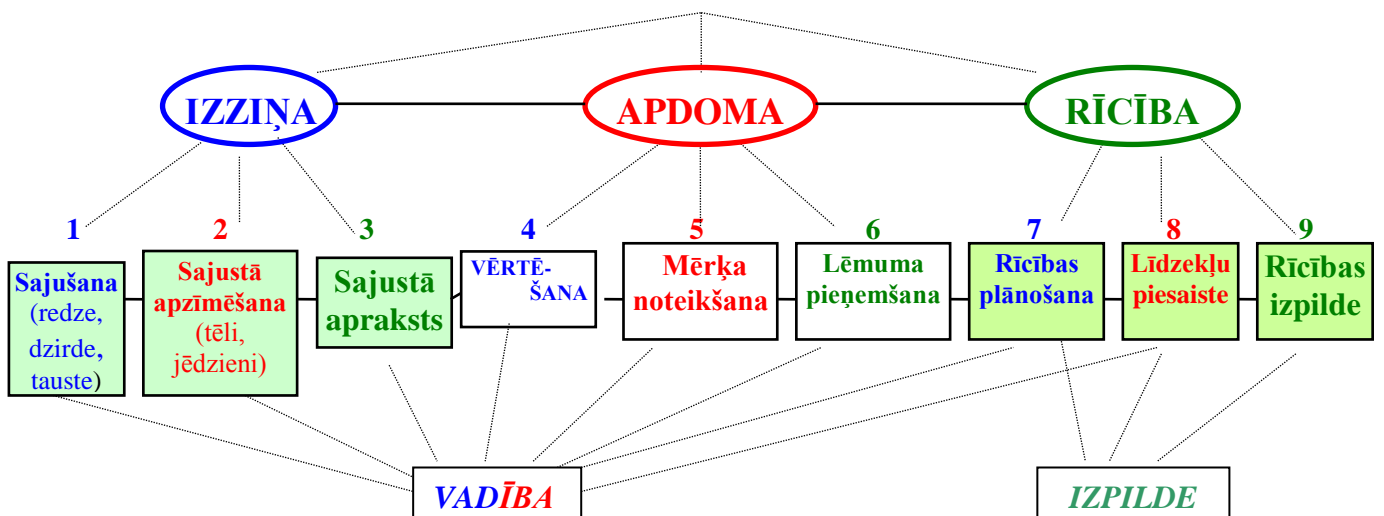 IZZIŅA
APDOMA
RĪCĪBA
1
2
3
4
5
6
7
8
9
Sajušana
(redze,
dzirde,
tauste)
Sajustā
apzīmēšana
(tēli,
jēdzieni)
Sajustā
apraksts
VĒRTĒ-
ŠANA
Mērķa
noteikšana
Lēmuma
pieņemšana
Rīcības
plānošana
Līdzekļu
piesaiste
Rīcības
izpilde
VADĪBA
IZPILDE